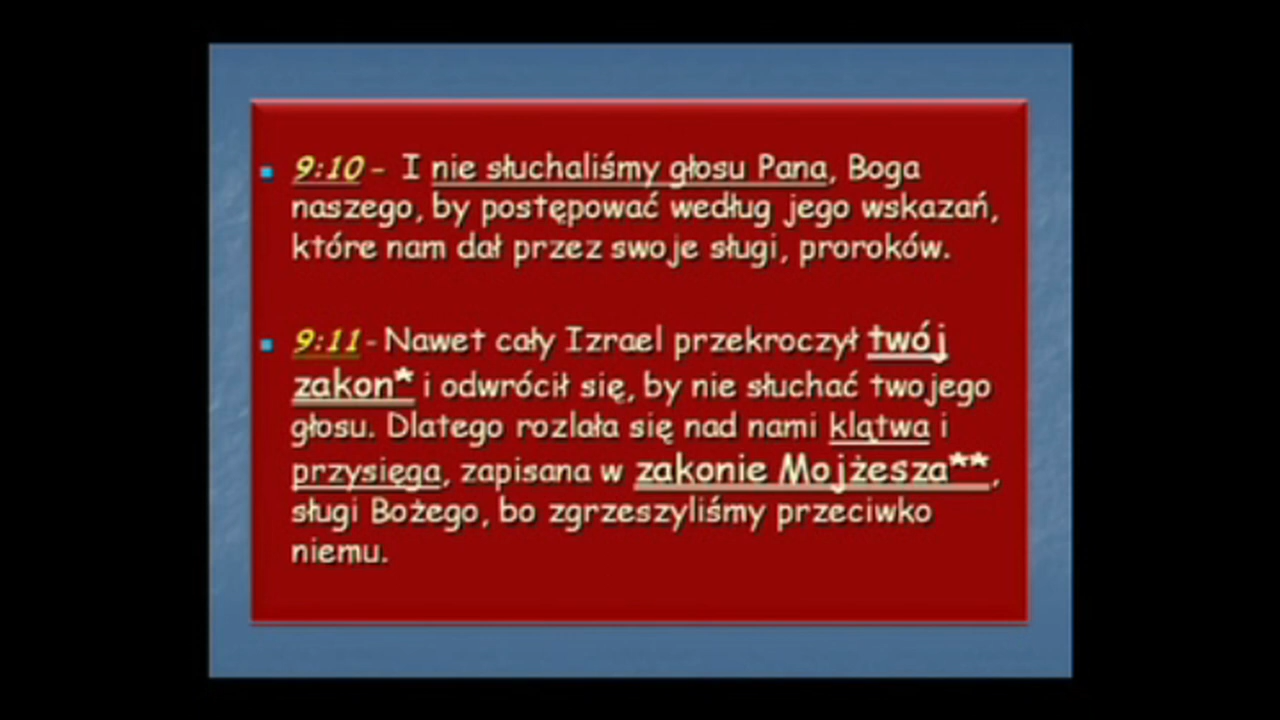 9:10 - I nie słuchaliśmy głosu Pana, Boga
naszego, by postępować według jego wskazań,
które nam dał przez swoje sługi, proroków.
9:11 - Nawet cały Izrael przekroczył twój
zakon* i odwrócił się, by nie słuchać twojego
głosu. Dlatego rozlała się nad nami klątwa i
przysięga, zapisana w zakonie Mojżesza**,
sługi Bożego, bo zgrzeszyliśmy przeciwko
niemu.